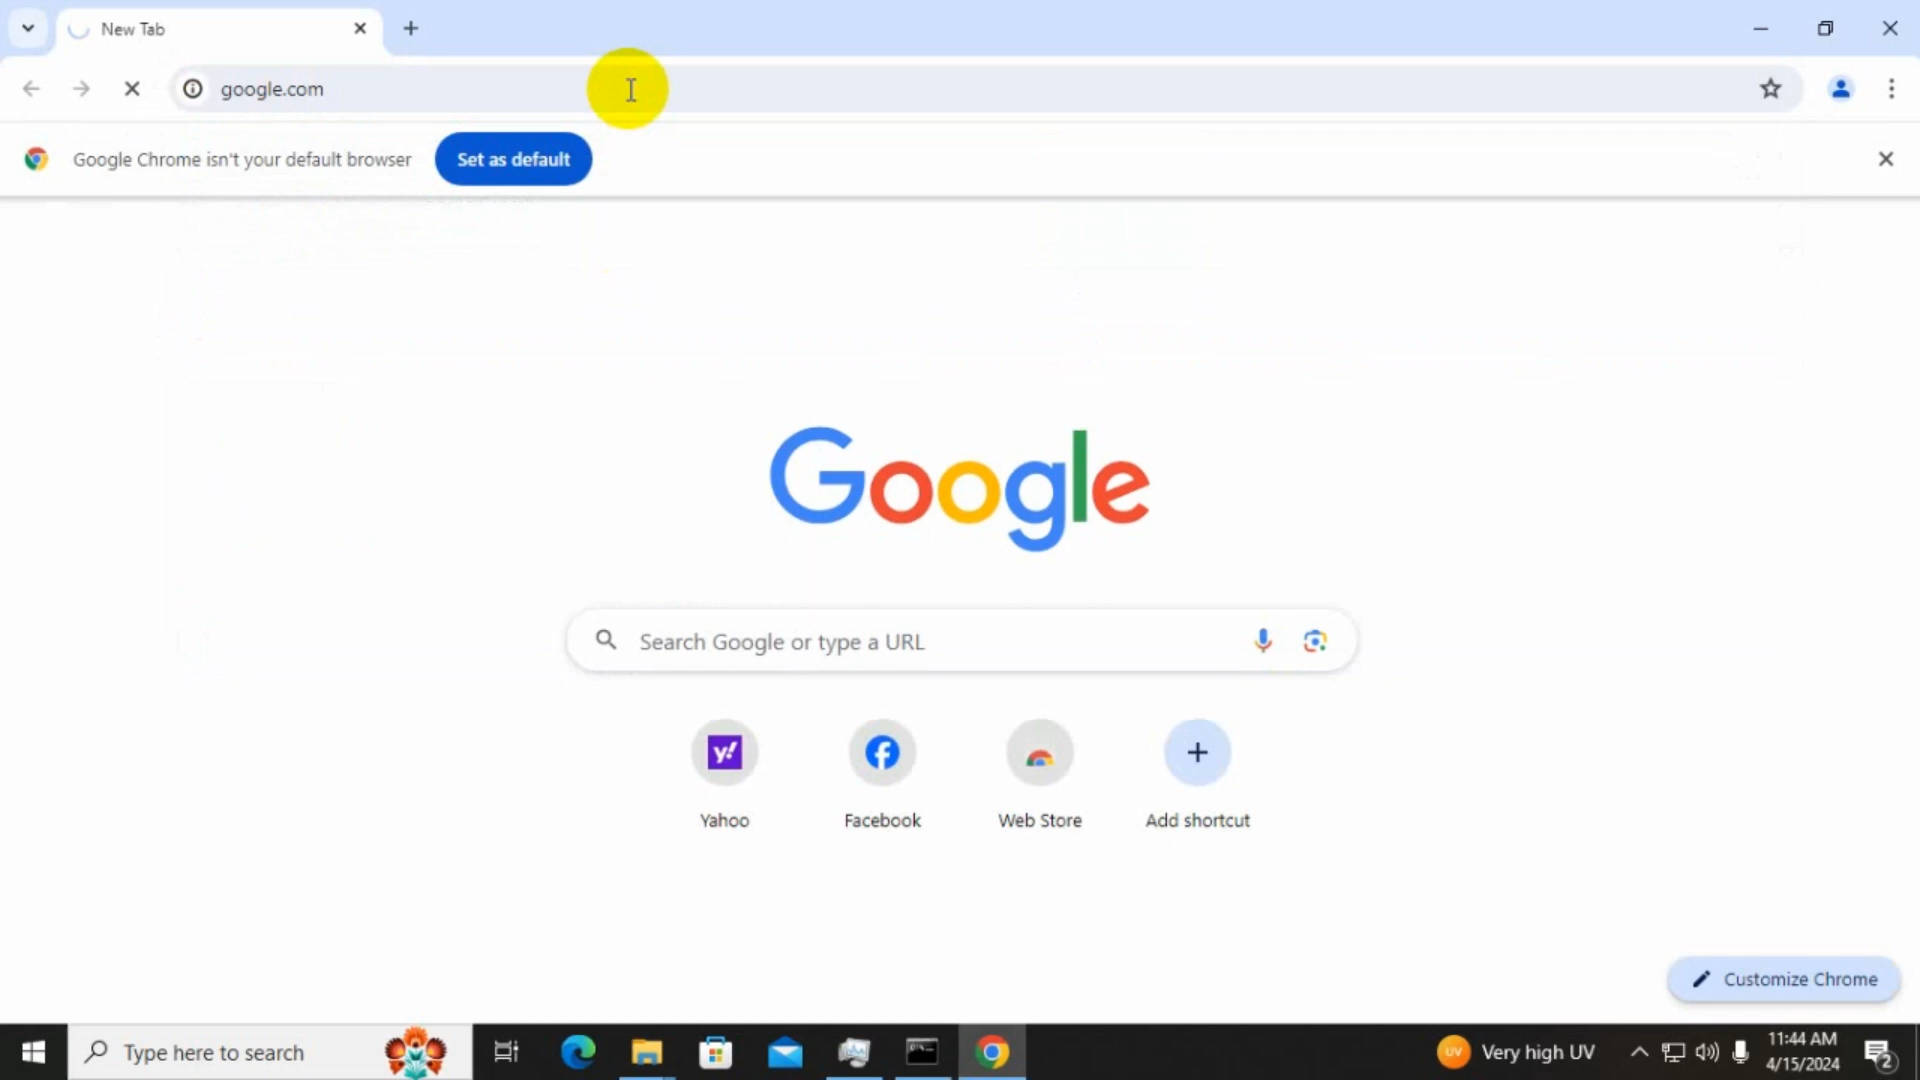 New Tab
google.com
Google Chrome isn't your default browser
Set as default
Google
Search Google or type a URL
Yahoo
Facebook
Web Store
Add shortcut
Customize Chrome
Type here to search
UV
Very high UV
11:44 AM
4/15/2024
2